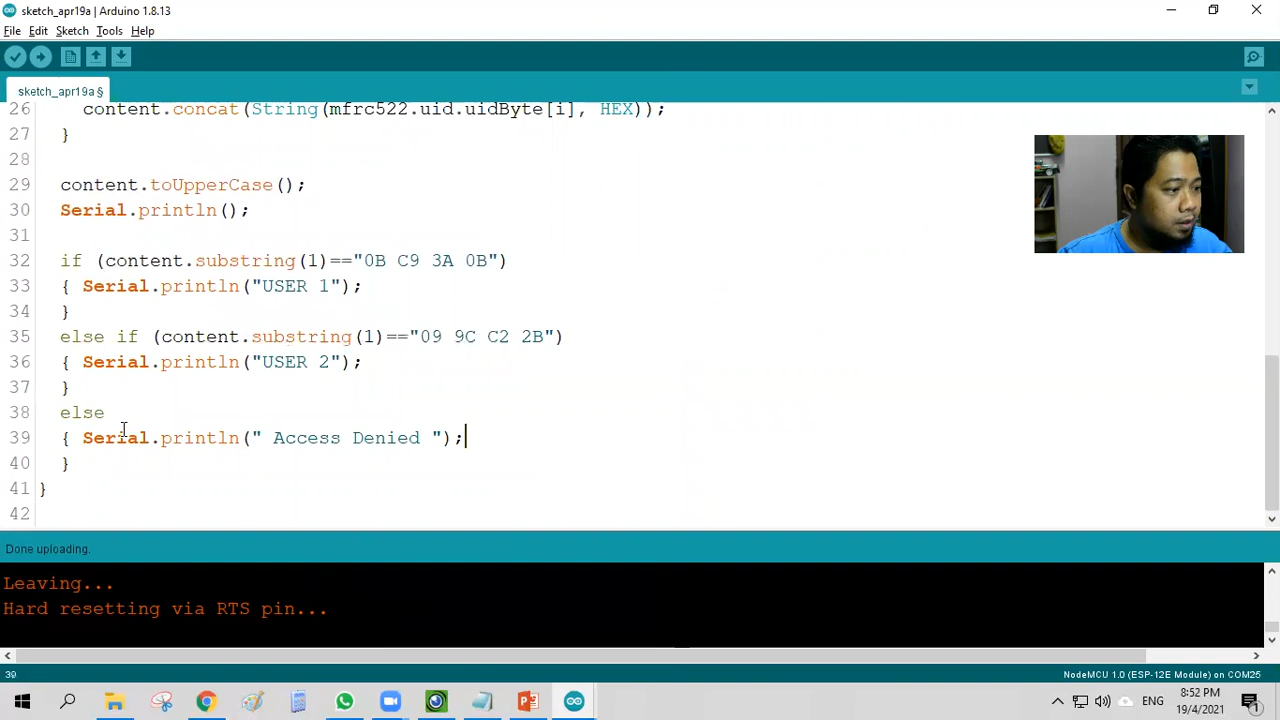 sketch_apr19a | Arduino 1.8.13
File Edit Sketch Tools Help
sketch_apr19a §
26 content.concat(String(mfrc522.uid.uidByte[i], HEX));
27 }
28
29 content.toUpperCase();
30 Serial.println();
31
32 if (content.substring(1)=="0B C9 3A 0B")
33 { Serial.println("USER 1");
34 }
35 else if (content.substring(1)=="09 9C C2 2B")
36 { Serial.println("USER 2");
37 }
38 else
39 { Serial.println(" Access Denied ");
40 }
41 }
42
Done uploading.
Leaving...
Hard resetting via RTS pin...
39 NodeMCU 1.0 (ESP-12E Module) on COM25
ENG 8:52 PM
19/4/2021